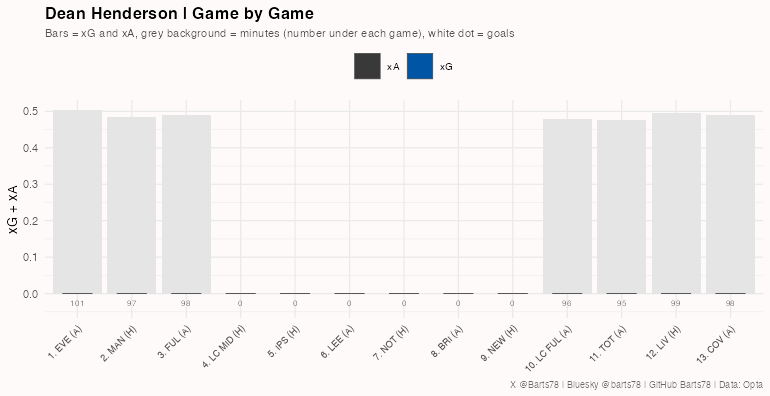 Dean Henderson | Game by Game
Bars = xG and xA, grey background = minutes (number under each game), white dot = goals
xA xG
xG + xA
0.5
0.4
0.3
0.2
0.1
0.0
101 97 98 0 0 0 0 0 0 96 95 99 98
1. EVE (A)
2. MAN (H)
3. FUL (A)
4. LC MID (H)
5. IPS (H)
6. LEE (A)
7. NOT (H)
8. BRI (A)
9. NEW (H)
10. LC FUL (A)
11. TOT (A)
12. LIV (H)
13. COV (A)
X @Barts78 | Bluesky @barts78 | GitHub Barts78 | Data: Opta